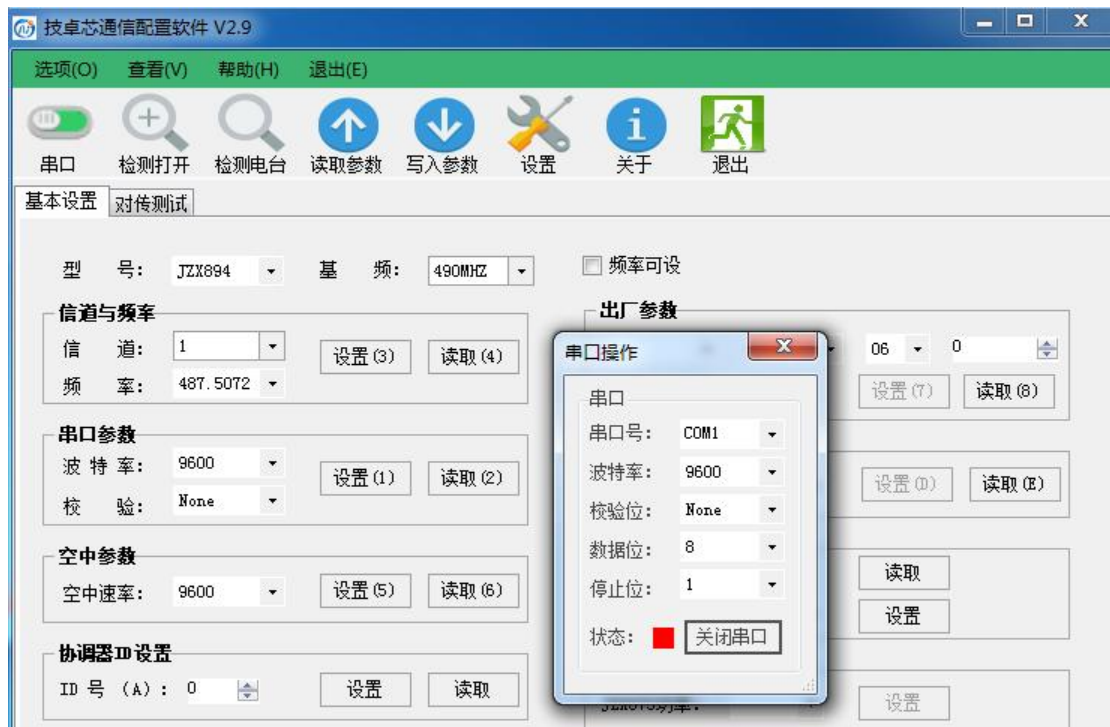 技卓芯通信配置软件 V2.9
选项(O) 查看(V) 帮助(H) 退出(E)
串口 检测打开 检测电台 读取参数 写入参数 设置 关于 退出
基本设置 对传测试
型 号: JZX894 基 频: 490MHZ 频率可设
信道与频率
信 道: 1 设置(3) 读取(4)
频 率: 487.5072
串口参数
波 特 率: 9600 设置(1) 读取(2)
校 验: None
空中参数
空中速率: 9600 设置(5) 读取(6)
协调器ID设置
ID 号 (A): 0 设置 读取
出厂参数
06 0
设置(7) 读取(8)
设置(D) 读取(E)
读取
设置
设置
串口操作
串口
串口号: COM1
波特率: 9600
校验位: None
数据位: 8
停止位: 1
状态: 关闭串口